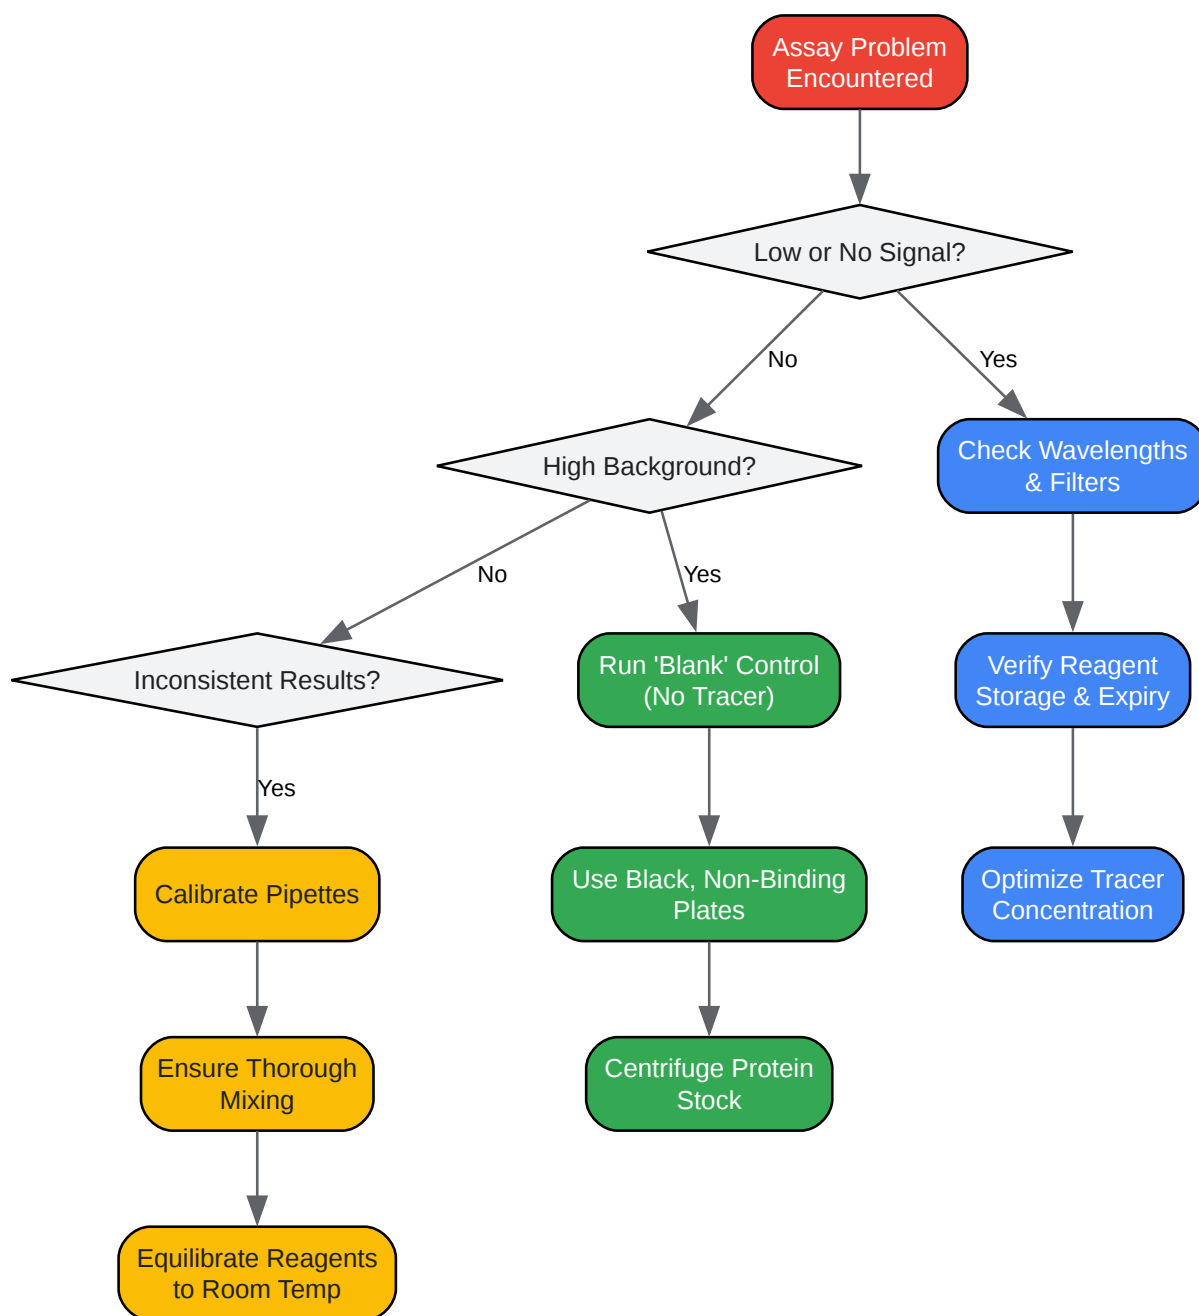 Assay Problem
Encountered
Low or No Signal?
No
Yes
High Background?
Check Wavelengths
& Filters
No
Yes
Inconsistent Results?
Run 'Blank' Control
(No Tracer)
Verify Reagent
Storage & Expiry
Yes
Calibrate Pipettes
Use Black, Non-Binding
Plates
Optimize Tracer
Concentration
Ensure Thorough
Mixing
Centrifuge Protein
Stock
Equilibrate Reagents
to Room Temp